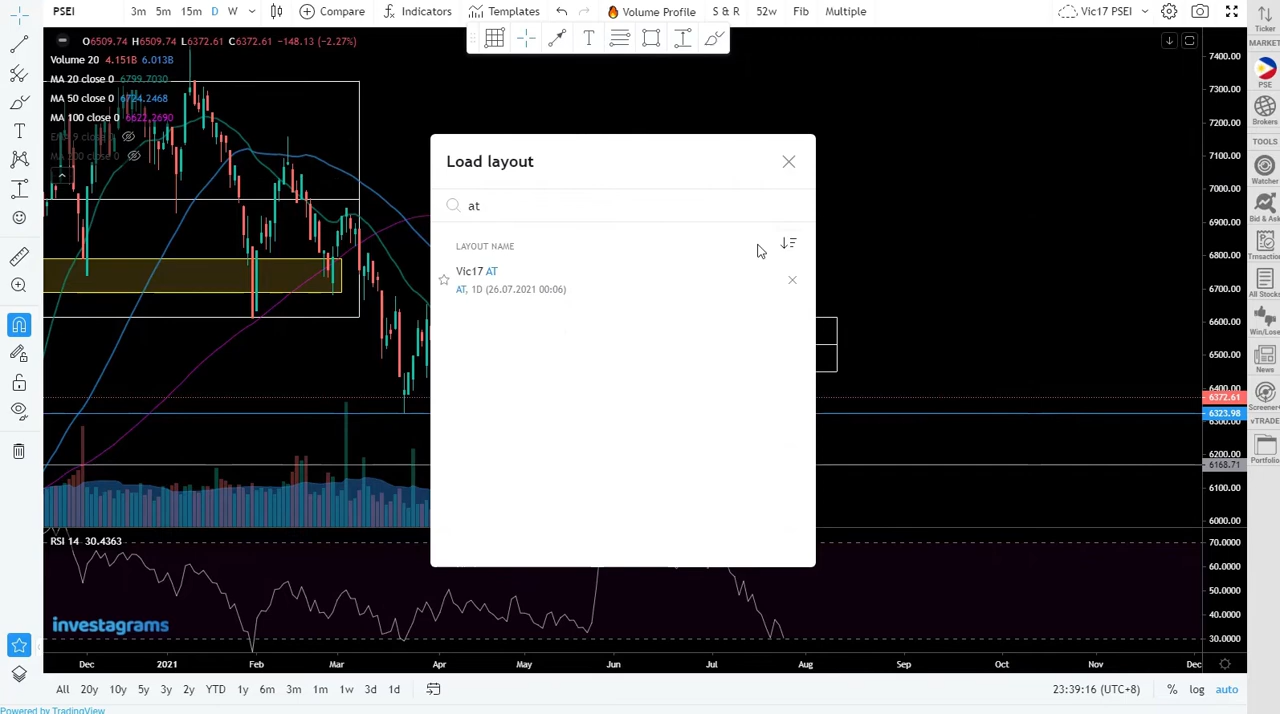 PSEI 3m 5m 15m D W Compare Indicators Templates Volume Profile S & R 52w Fib Multiple Vic17 PSEI
Ticker
MARKET
O6509.74 H6509.74 L6372.61 C6372.61 −148.13 (−2.27%)
Volume 20 4.151B 6.013B
MA 20 close 0 6799.7030
MA 50 close 0 6724.2468
MA 100 close 0 6622.2690
PSE
Brokers
TOOLS
Watcher
Bid & Ask
Trnsaction
All Stocks
Win/Lose
News
Screener+
vTRADE
Portfolio
Load layout
at
LAYOUT NAME
Vic17 AT
AT, 1D (26.07.2021 00:06)
7400.00
7300.00
7200.00
7100.00
7000.00
6900.00
6800.00
6700.00
6600.00
6500.00
6400.00
6372.61
6323.98
6300.00
6200.00
6168.71
6100.00
6000.00
RSI 14 30.4363
70.0000
60.0000
50.0000
40.0000
30.0000
investagrams
Dec 2021 Feb Mar Apr May Jun Jul Aug Sep Oct Nov Dec
All 20y 10y 5y 3y 2y YTD 1y 6m 3m 1m 1w 3d 1d 23:39:16 (UTC+8) % log auto
Powered by TradingView